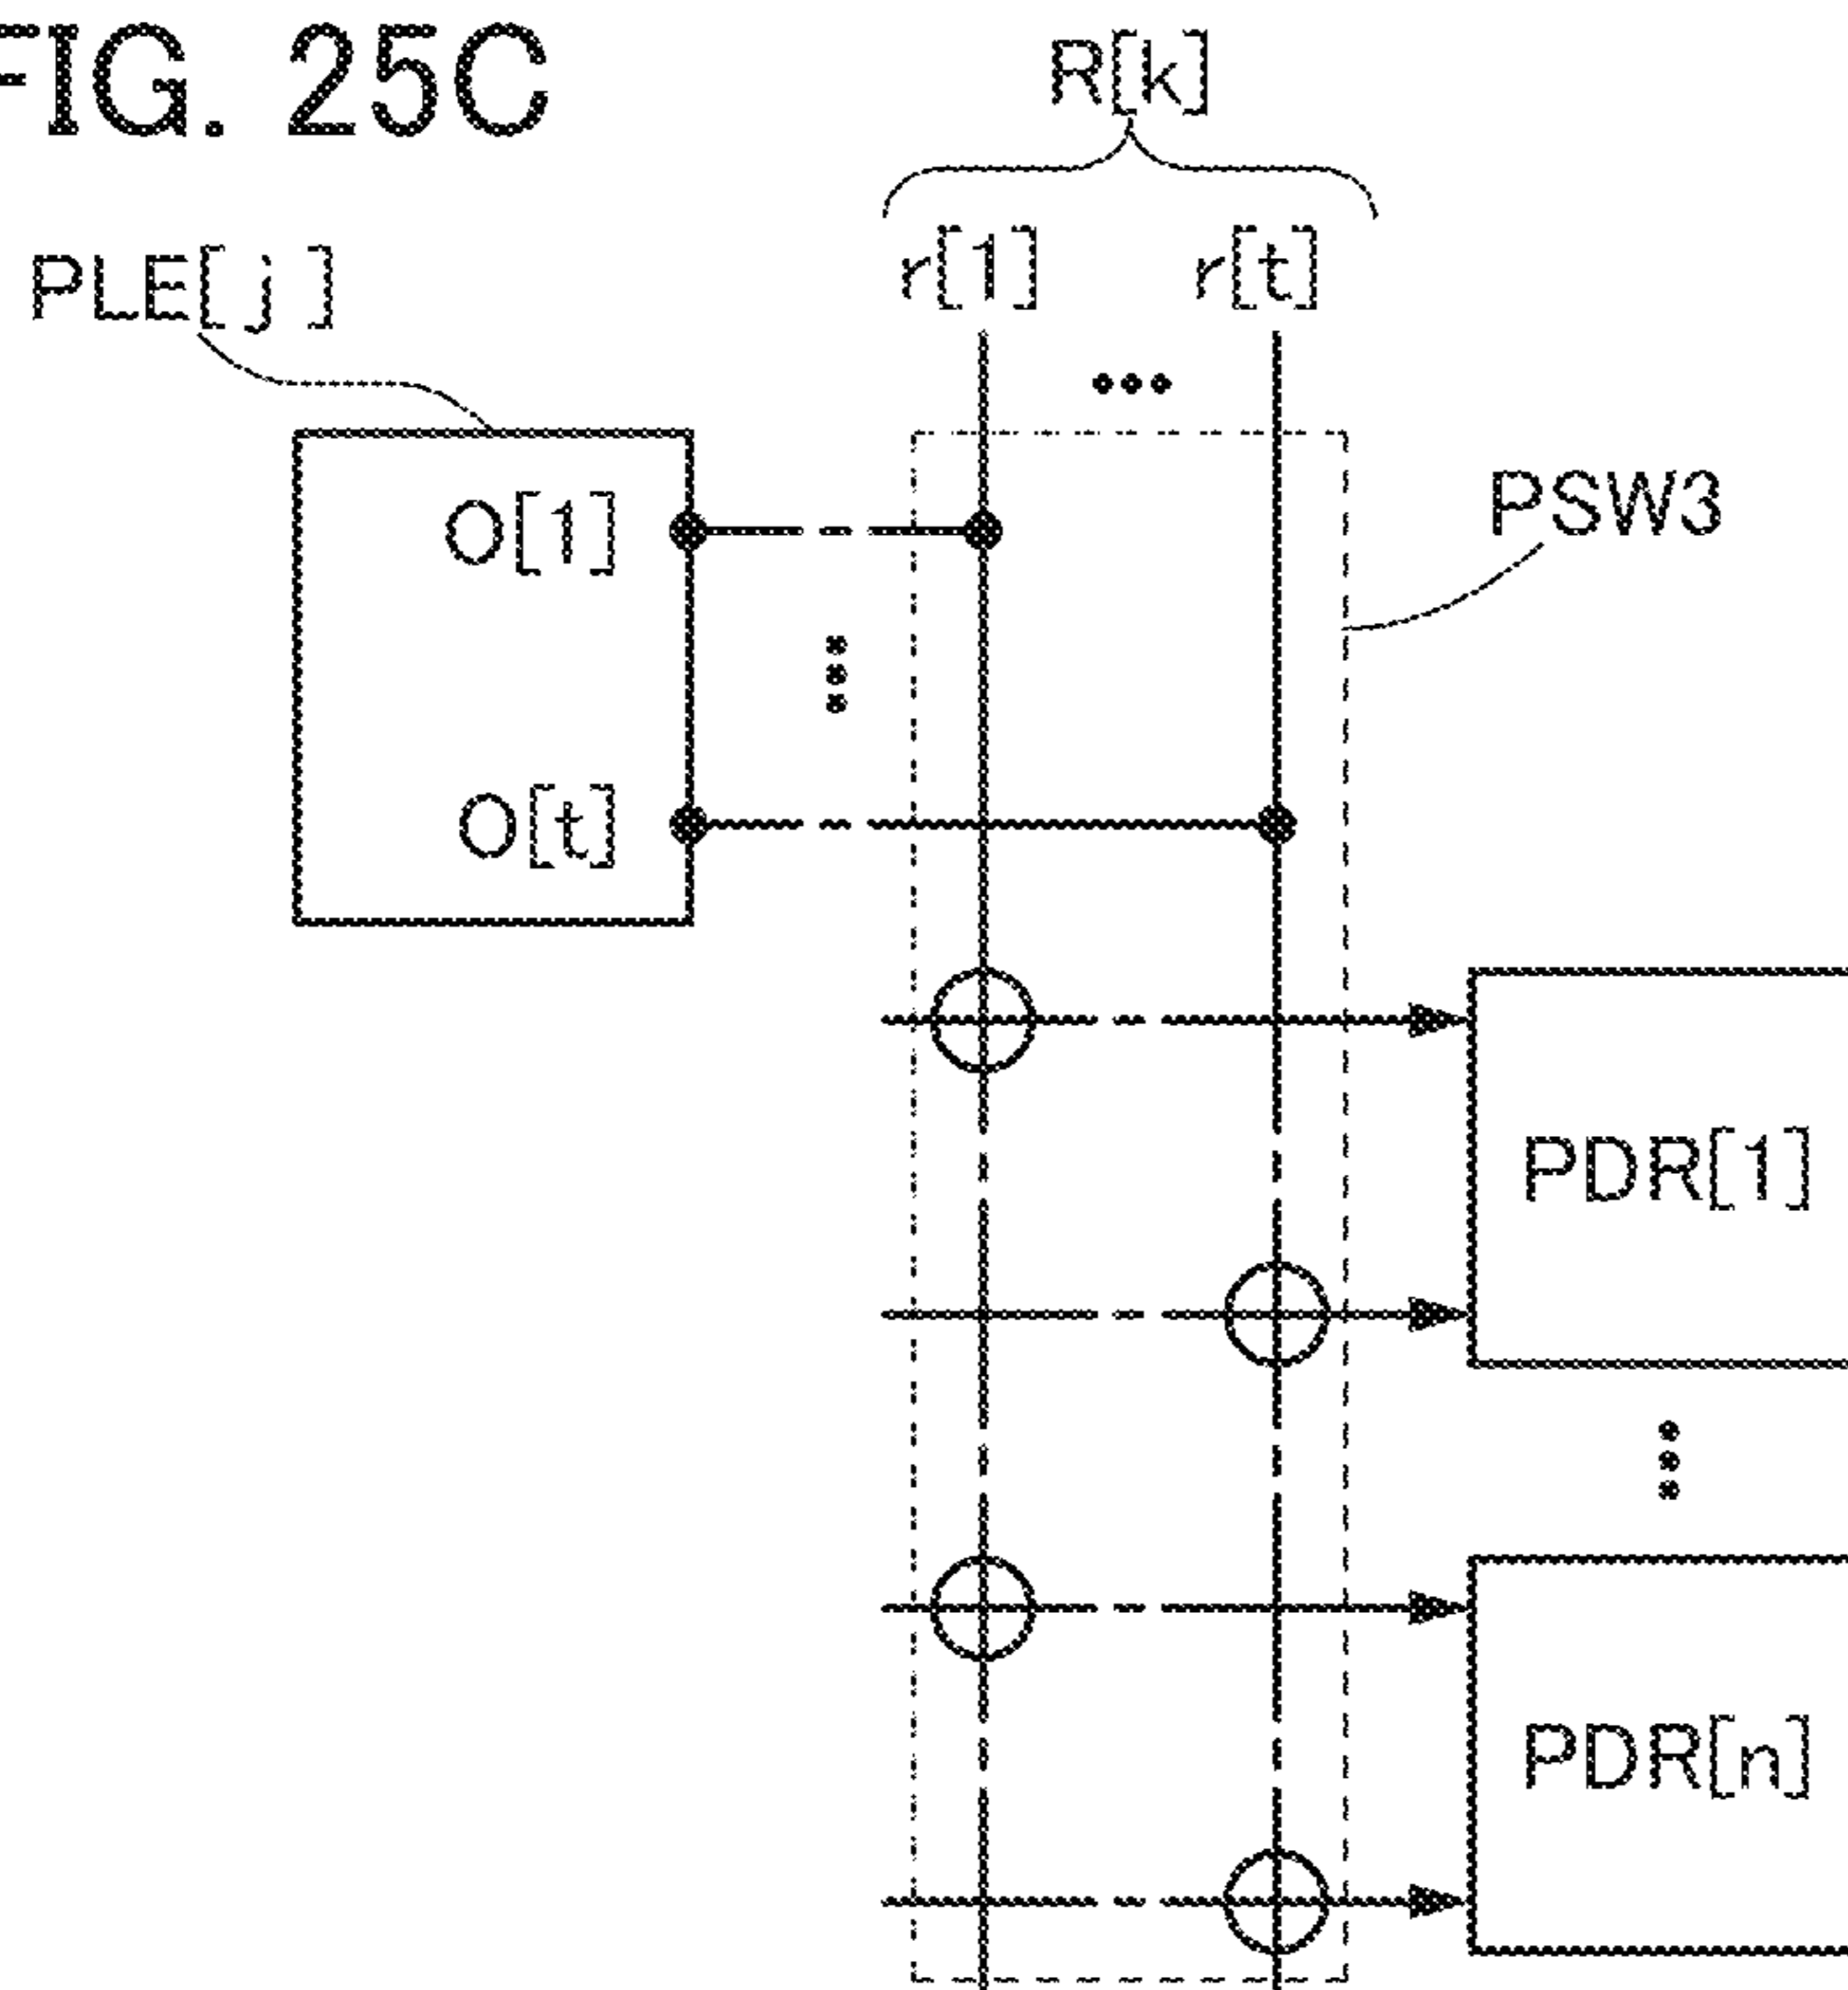 FIG. 25C
R[k]
r[1] r[t]
PLE[j]
PSW3
O[1]
O[t]
PDR[1]
PDR[n]